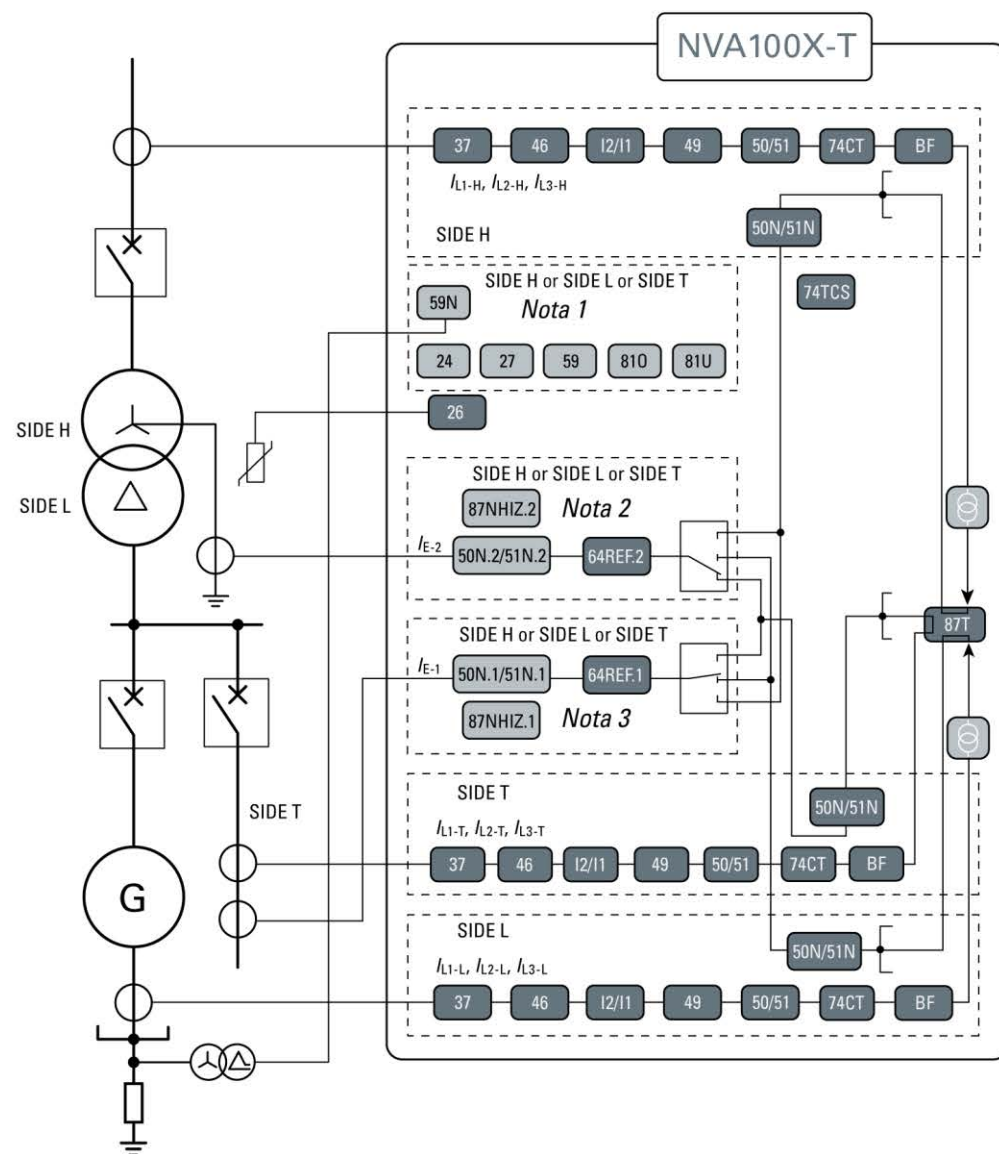 NVA100X-T
37 46 I2/I1 49 50/51 74CT BF
IL1-H, IL2-H, IL3-H
50N/51N
SIDE H
SIDE H or SIDE L or SIDE T
59N Nota 1
74TCS
24 27 59 81O 81U
26
SIDE H
SIDE L
SIDE H or SIDE L or SIDE T
87NHIZ.2 Nota 2
IE-2 50N.2/51N.2 64REF.2
87T
SIDE H or SIDE L or SIDE T
IE-1 50N.1/51N.1 64REF.1
87NHIZ.1 Nota 3
SIDE T
SIDE T
50N/51N
IL1-T, IL2-T, IL3-T
37 46 I2/I1 49 50/51 74CT BF
G
SIDE L
50N/51N
IL1-L, IL2-L, IL3-L
37 46 I2/I1 49 50/51 74CT BF